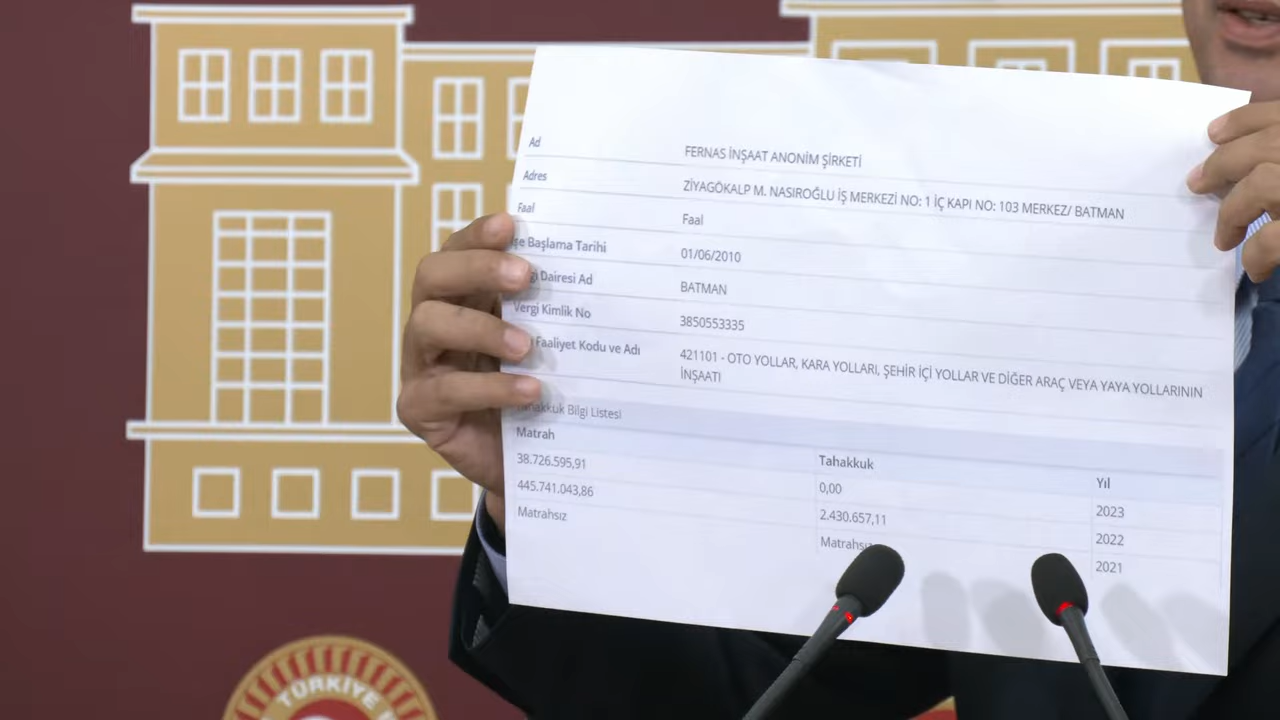 Ad FERNAS İNŞAAT ANONİM ŞİRKETİ
Adres ZİYAGÖKALP M. NASIROĞLU İŞ MERKEZİ NO: 1 İÇ KAPI NO: 103 MERKEZ/ BATMAN
Faal Faal
şe Başlama Tarihi 01/06/2010
gi Dairesi Ad BATMAN
Vergi Kimlik No 3850553335
Faaliyet Kodu ve Adı 421101 - OTO YOLLAR, KARA YOLLARI, ŞEHİR İÇİ YOLLAR VE DİĞER ARAÇ VEYA YAYA YOLLARININ
İNŞAATI
Tahakkuk Bilgi Listesi
Matrah Tahakkuk Yıl
38.726.595,91 0,00 2023
445.741.043,86 2.430.657,11 2022
Matrahsız Matrahsız 2021
TÜRKİYE